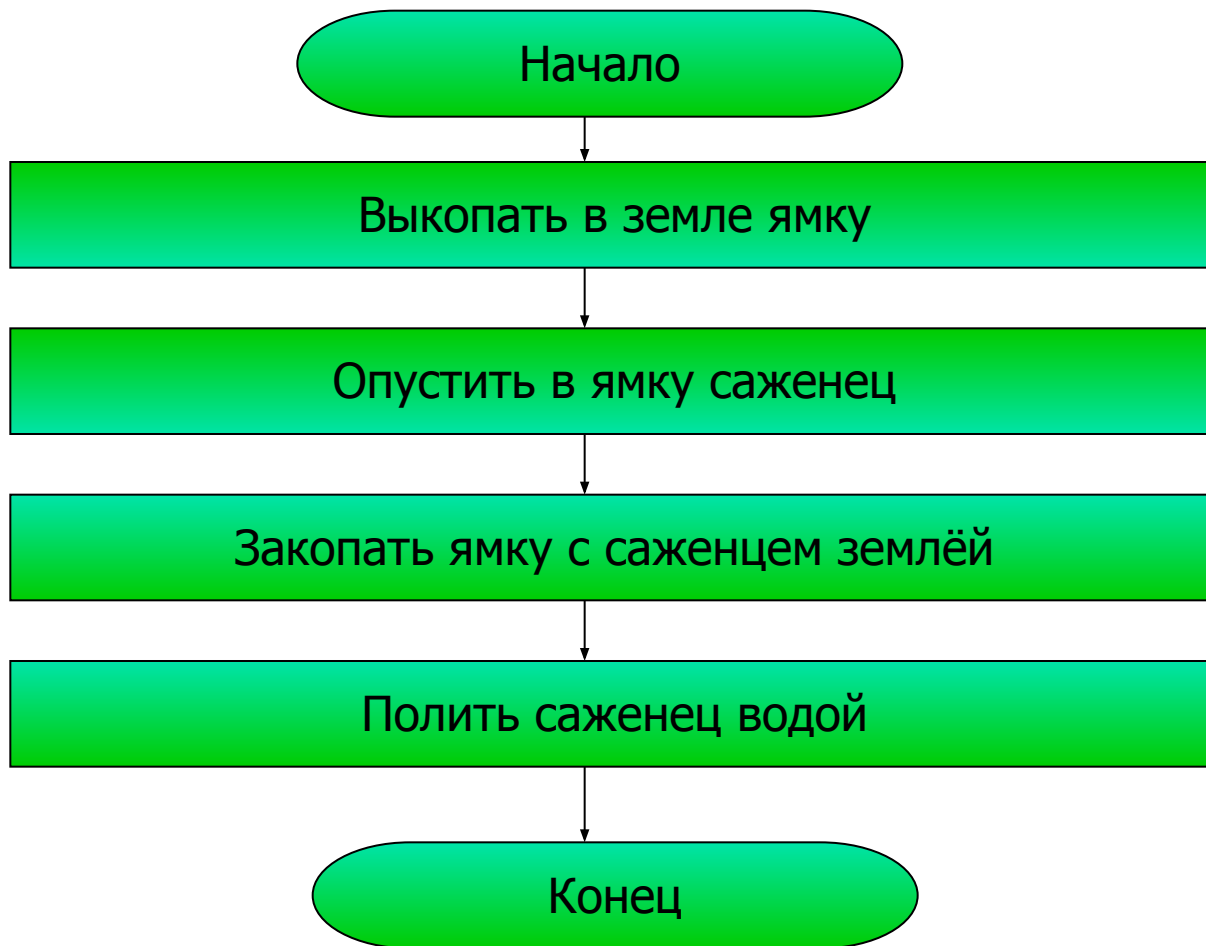 Начало
Выкопать в земле ямку
Опустить в ямку саженец
Закопать ямку с саженцем землёй
Полить саженец водой
Конец